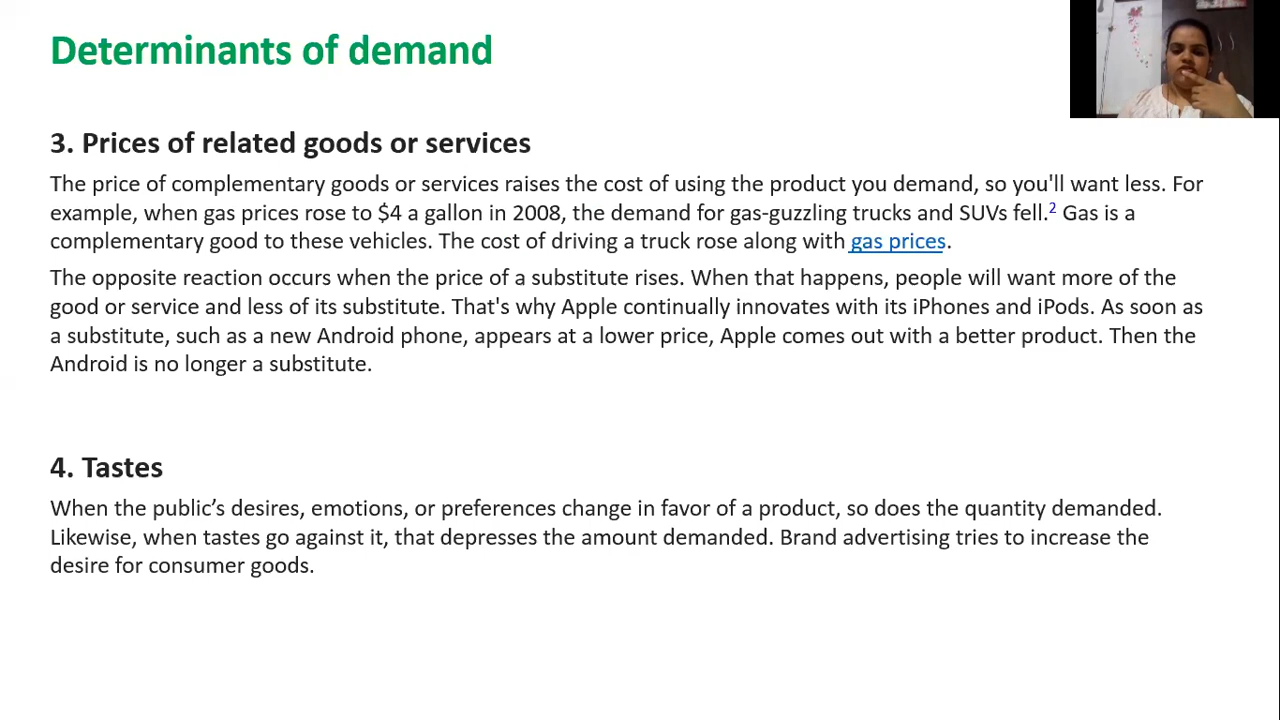 Determinants of demand
3. Prices of related goods or services
The price of complementary goods or services raises the cost of using the product you demand, so you'll want less. For
example, when gas prices rose to $4 a gallon in 2008, the demand for gas-guzzling trucks and SUVs fell.2 Gas is a
complementary good to these vehicles. The cost of driving a truck rose along with gas prices.
The opposite reaction occurs when the price of a substitute rises. When that happens, people will want more of the
good or service and less of its substitute. That's why Apple continually innovates with its iPhones and iPods. As soon as
a substitute, such as a new Android phone, appears at a lower price, Apple comes out with a better product. Then the
Android is no longer a substitute.
4. Tastes
When the public’s desires, emotions, or preferences change in favor of a product, so does the quantity demanded.
Likewise, when tastes go against it, that depresses the amount demanded. Brand advertising tries to increase the
desire for consumer goods.